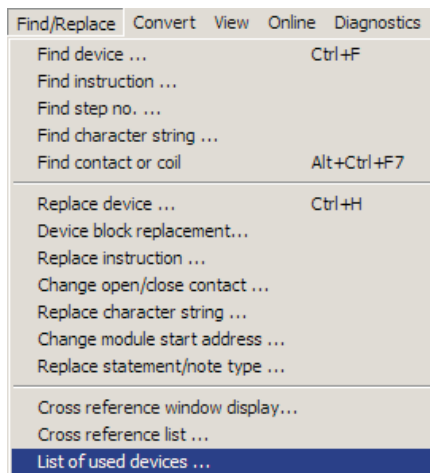 Find/Replace Convert View Online Diagnostics
Find device ... Ctrl+F
Find instruction ...
Find step no. ...
Find character string ...
Find contact or coil Alt+Ctrl+F7
Replace device ... Ctrl+H
Device block replacement...
Replace instruction ...
Change open/close contact ...
Replace character string ...
Change module start address ...
Replace statement/note type ...
Cross reference window display...
Cross reference list ...
List of used devices ...